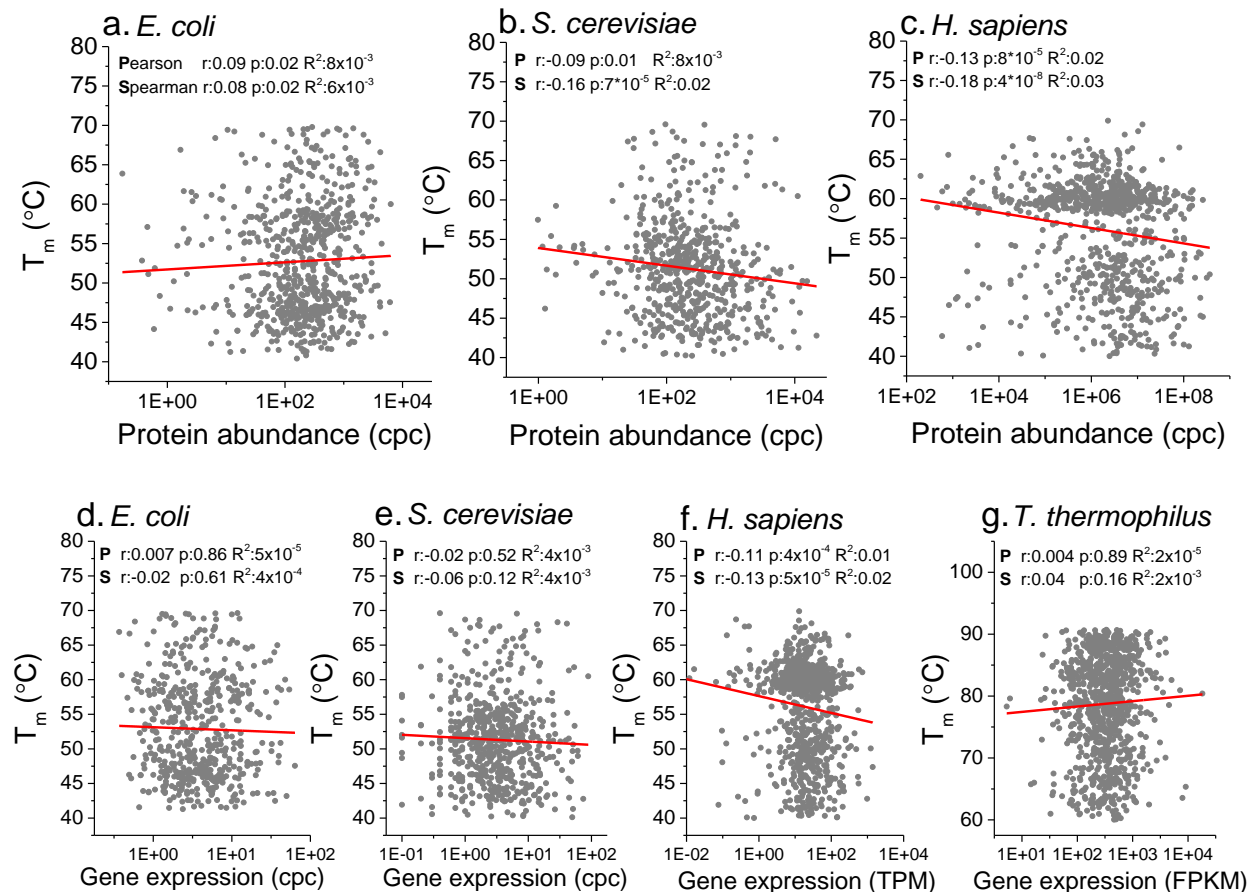 a. E. coli
80
75
70
65
60
55
50
45
40
Tm (°C)
Pearson r:0.09 p:0.02 R²:8x10⁻³
Spearman r:0.08 p:0.02 R²:6x10⁻³
1E+00 1E+02 1E+04
Protein abundance (cpc)
b. S. cerevisiae
80
75
70
65
60
55
50
45
40
Tm (°C)
P r:-0.09 p:0.01 R²:8x10⁻³
S r:-0.16 p:7*10⁻⁵ R²:0.02
1E+00 1E+02 1E+04
Protein abundance (cpc)
c. H. sapiens
80
75
70
65
60
55
50
45
40
Tm (°C)
P r:-0.13 p:8*10⁻⁵ R²:0.02
S r:-0.18 p:4*10⁻⁸ R²:0.03
1E+02 1E+04 1E+06 1E+08
Protein abundance (cpc)
d. E. coli
80
75
70
65
60
55
50
45
40
Tm (°C)
P r:0.007 p:0.86 R²:5x10⁻⁵
S r:-0.02 p:0.61 R²:4x10⁻⁴
1E+00 1E+01 1E+02
Gene expression (cpc)
e. S. cerevisiae
80
75
70
65
60
55
50
45
40
Tm (°C)
P r:-0.02 p:0.52 R²:4x10⁻³
S r:-0.06 p:0.12 R²:4x10⁻³
1E-01 1E+00 1E+01 1E+02
Gene expression (cpc)
f. H. sapiens
80
75
70
65
60
55
50
45
40
Tm (°C)
P r:-0.11 p:4x10⁻⁴ R²:0.01
S r:-0.13 p:5x10⁻⁵ R²:0.02
1E-02 1E+00 1E+02 1E+04
Gene expression (TPM)
g. T. thermophilus
100
90
80
70
60
Tm (°C)
P r:0.004 p:0.89 R²:2x10⁻⁵
S r:0.04 p:0.16 R²:2x10⁻³
1E+01 1E+02 1E+03 1E+04
Gene expression (FPKM)